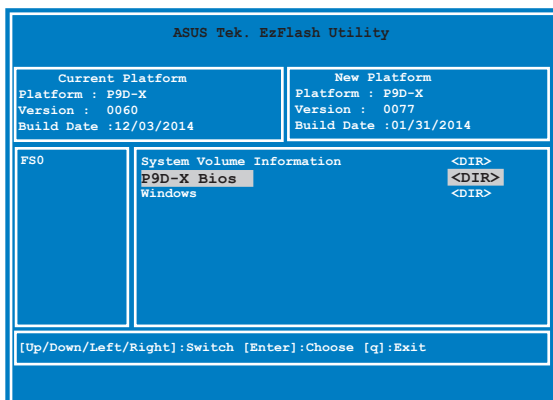 ASUS Tek. EzFlash Utility
Current Platform
Platform : P9D-X
Version : 0060
Build Date :12/03/2014
New Platform
Platform : P9D-X
Version : 0077
Build Date :01/31/2014
FS0
System Volume Information <DIR>
P9D-X Bios <DIR>
Windows <DIR>
[Up/Down/Left/Right]:Switch [Enter]:Choose [q]:Exit